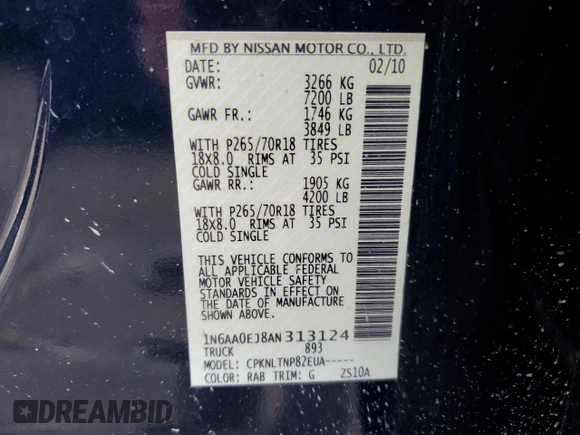 MFD BY NISSAN MOTOR CO., LTD.
DATE: 02/10
GVWR: 3266 KG
7200 LB
GAWR FR.: 1746 KG
3849 LB
WITH P265/70R18 TIRES
18X8.0 RIMS AT 35 PSI
COLD SINGLE
GAWR RR.: 1905 KG
4200 LB
WITH P265/70R18 TIRES
18X8.0 RIMS AT 35 PSI
COLD SINGLE
THIS VEHICLE CONFORMS TO
ALL APPLICABLE FEDERAL
MOTOR VEHICLE SAFETY
STANDARDS IN EFFECT ON
THE DATE OF MANUFACTURE
SHOWN ABOVE.
1N6AA0EJ8AN313124
TRUCK 893
MODEL: CPKNLTNP82EUA-----
COLOR: RAB TRIM: G ZS10A
DREAMBID